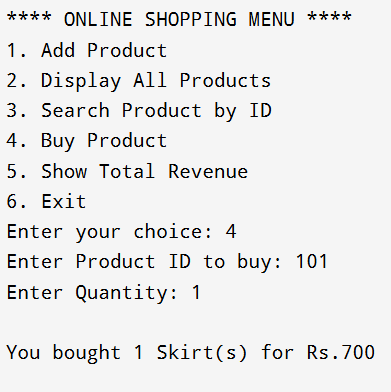 **** ONLINE SHOPPING MENU ****
1. Add Product
2. Display All Products
3. Search Product by ID
4. Buy Product
5. Show Total Revenue
6. Exit
Enter your choice: 4
Enter Product ID to buy: 101
Enter Quantity: 1
You bought 1 Skirt(s) for Rs.700